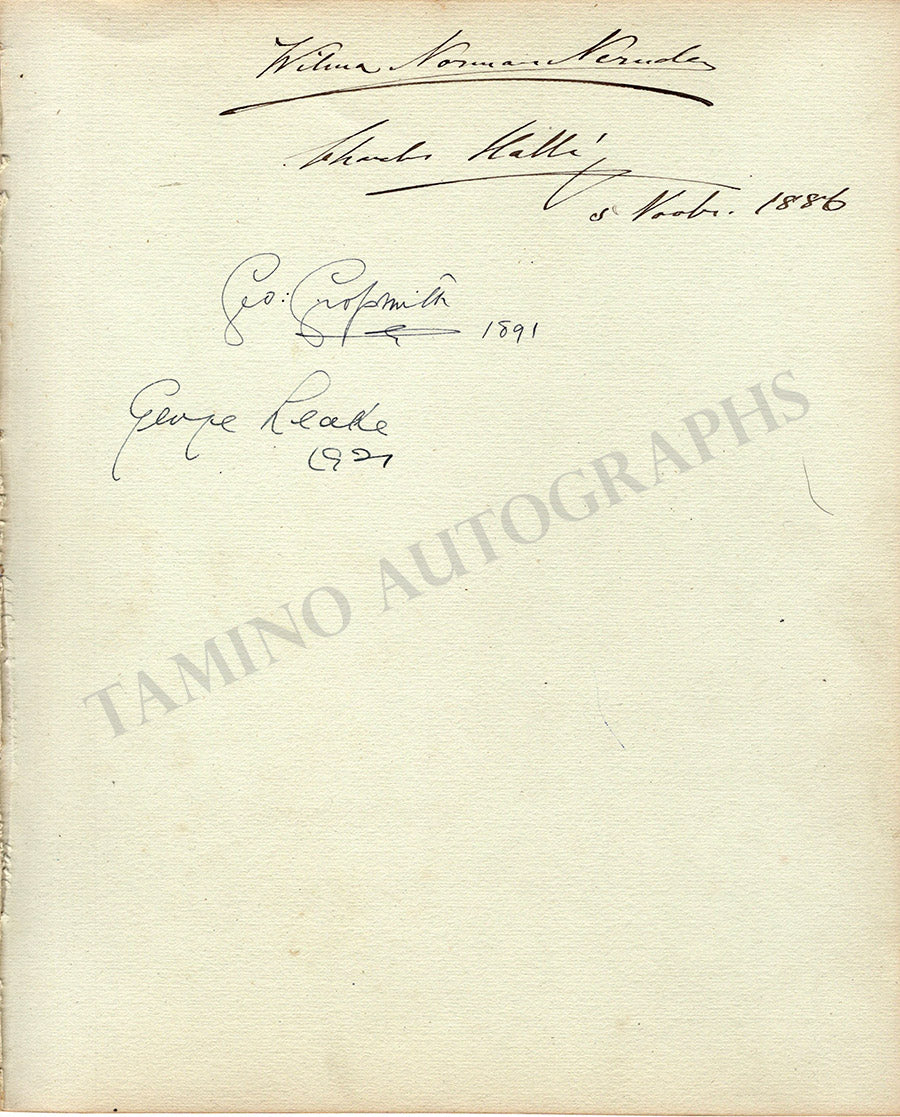 Wilma Norman Neruda
Charles Hallé
5 Novbr. 1886
Geo: Grossmith 1891
George Leake
1921
TAMINO AUTOGRAPHS